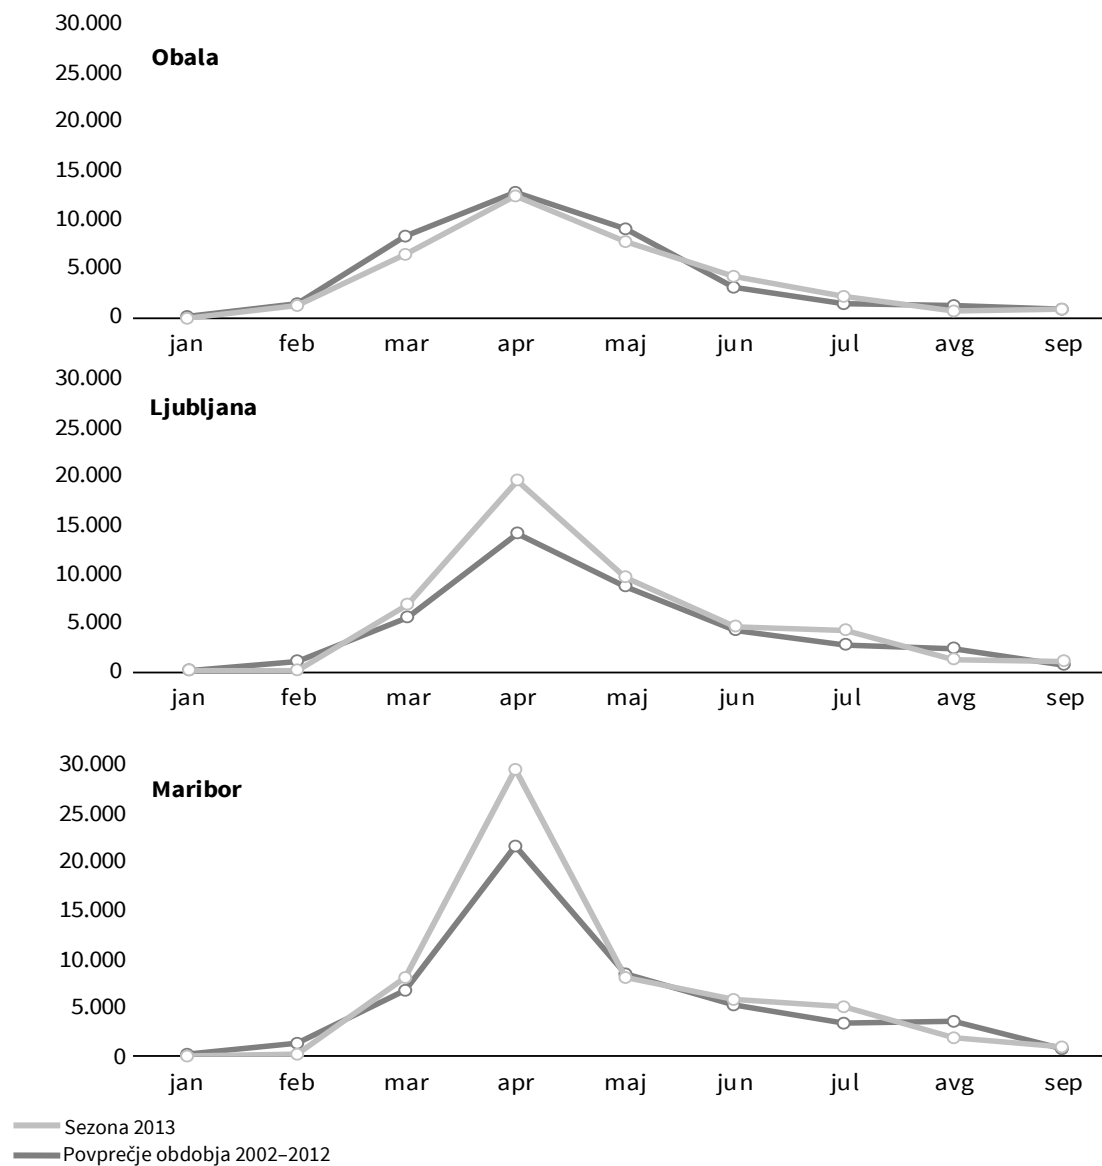 30.000
Obala
25.000
20.000
15.000
10.000
5.000
0
jan feb mar apr maj jun jul avg sep
30.000
Ljubljana
25.000
20.000
15.000
10.000
5.000
0
jan feb mar apr maj jun jul avg sep
30.000
Maribor
25.000
20.000
15.000
10.000
5.000
0
jan feb mar apr maj jun jul avg sep
Sezona 2013
Povprečje obdobja 2002–2012